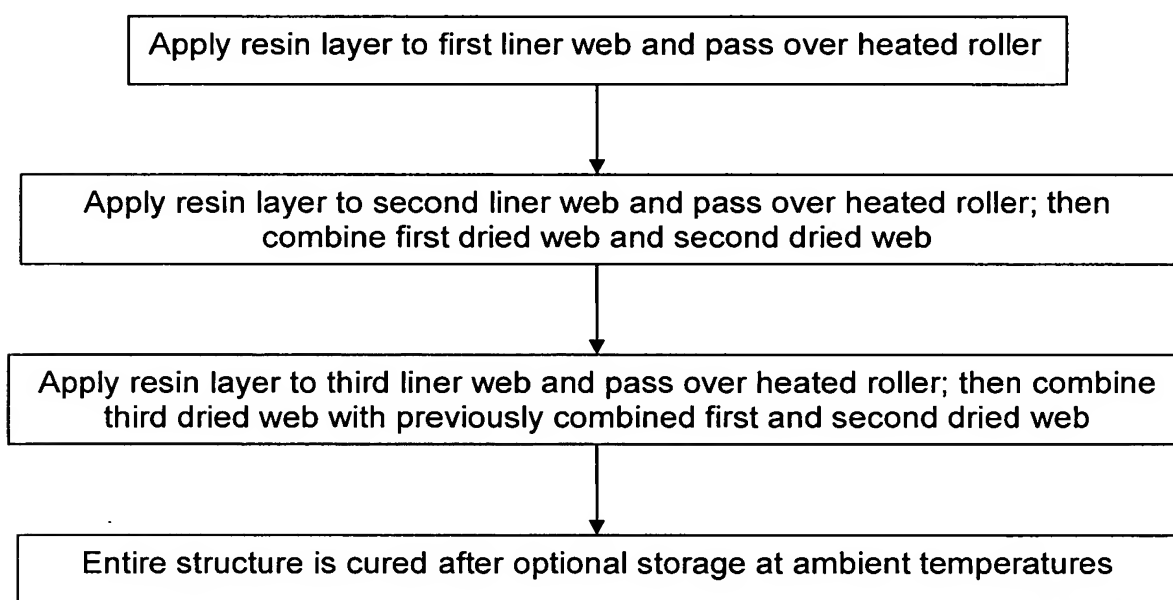 Apply resin layer to first liner web and pass over heated roller
Apply resin layer to second liner web and pass over heated roller; then
combine first dried web and second dried web
Apply resin layer to third liner web and pass over heated roller; then combine
third dried web with previously combined first and second dried web
Entire structure is cured after optional storage at ambient temperatures